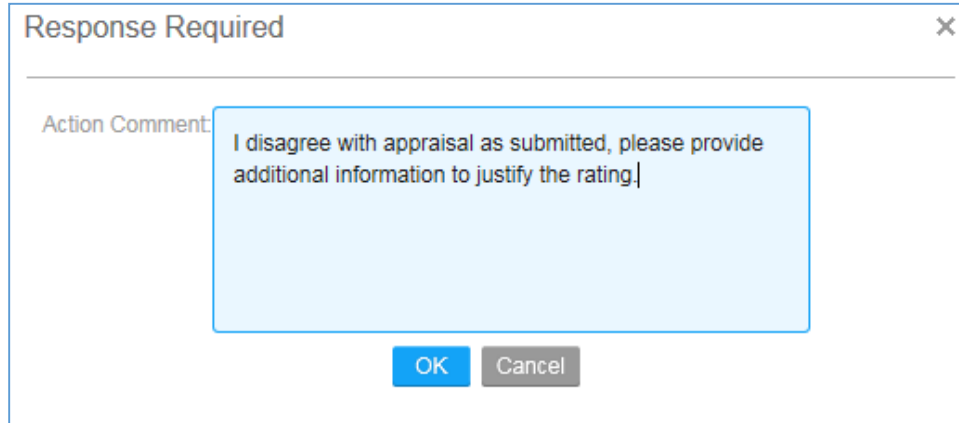 Response Required
Action Comment:
I disagree with appraisal as submitted, please provide
additional information to justify the rating.
OK Cancel